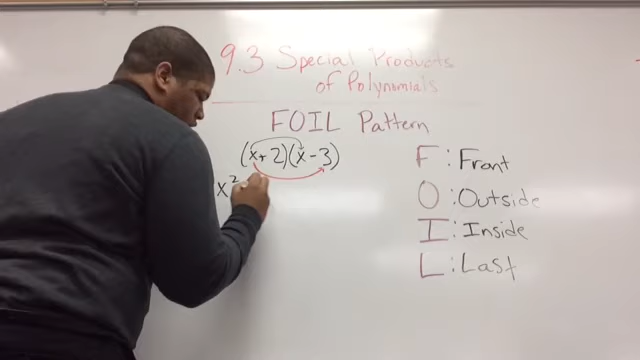 9.3 Special Products
of Polynomials
FOIL Pattern
(x+2)(x-3)
x²
F: Front
O: Outside
I: Inside
L: Last